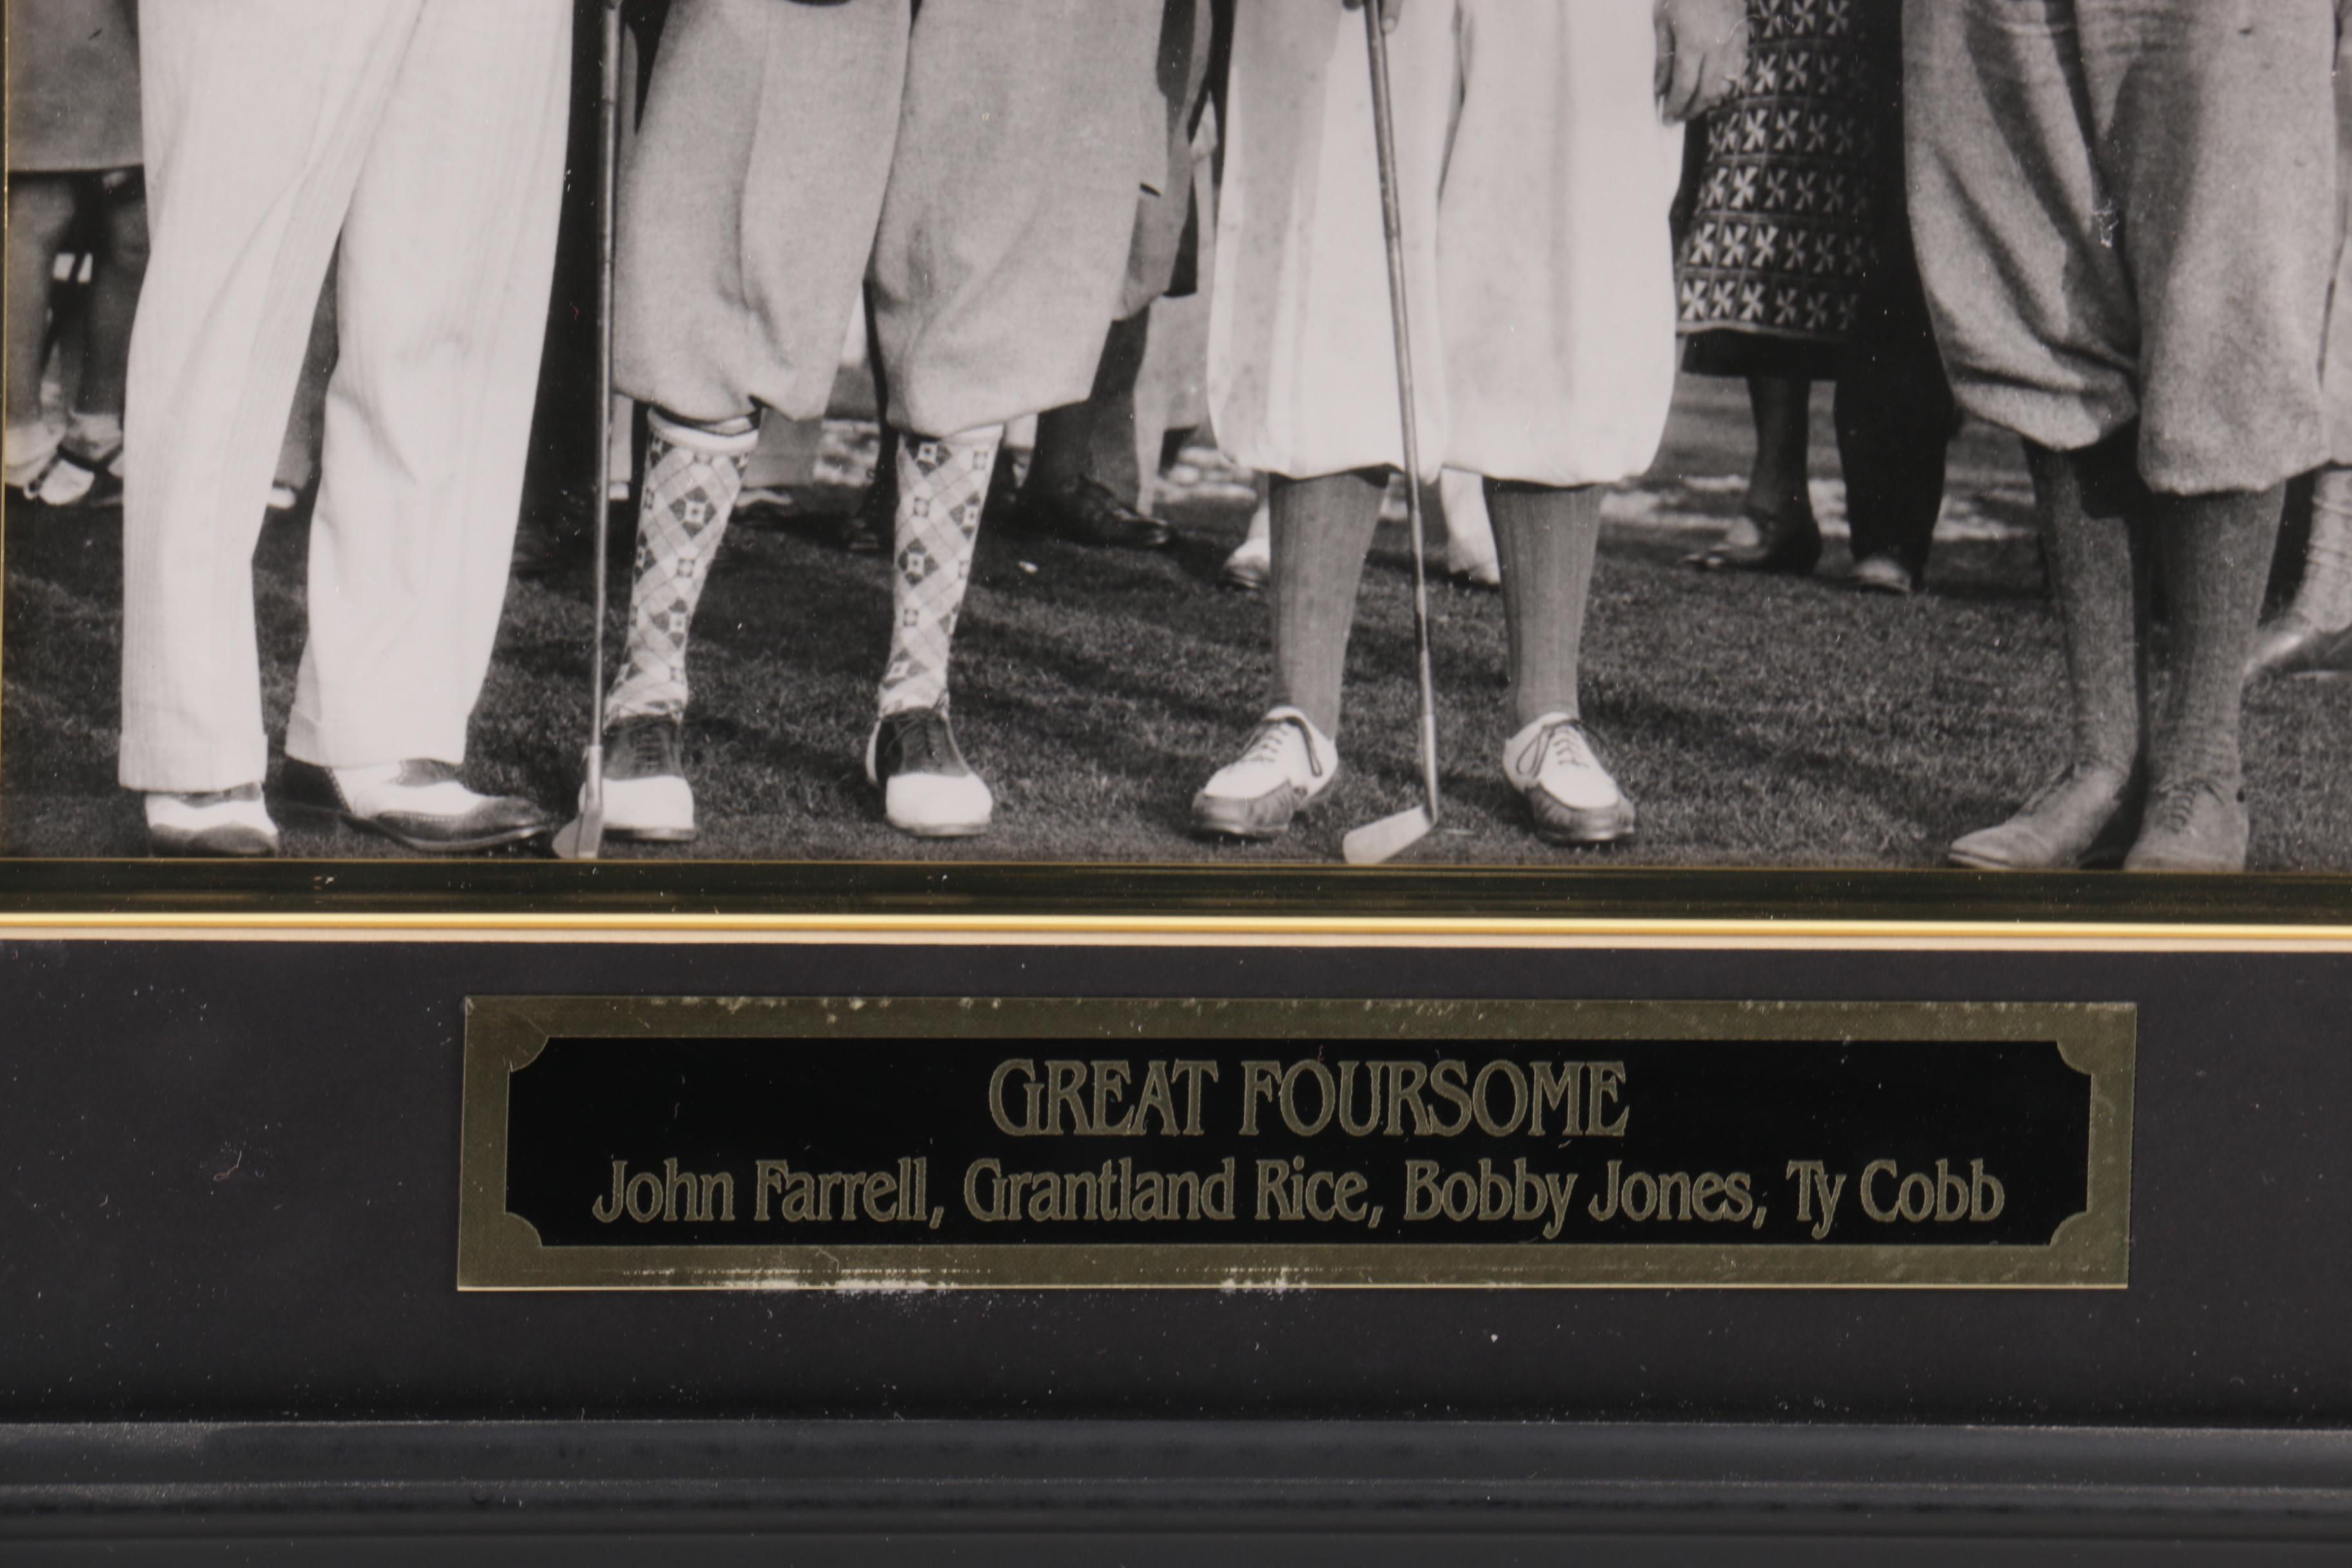 GREAT FOURSOME
John Farrell, Grantland Rice, Bobby Jones, Ty Cobb